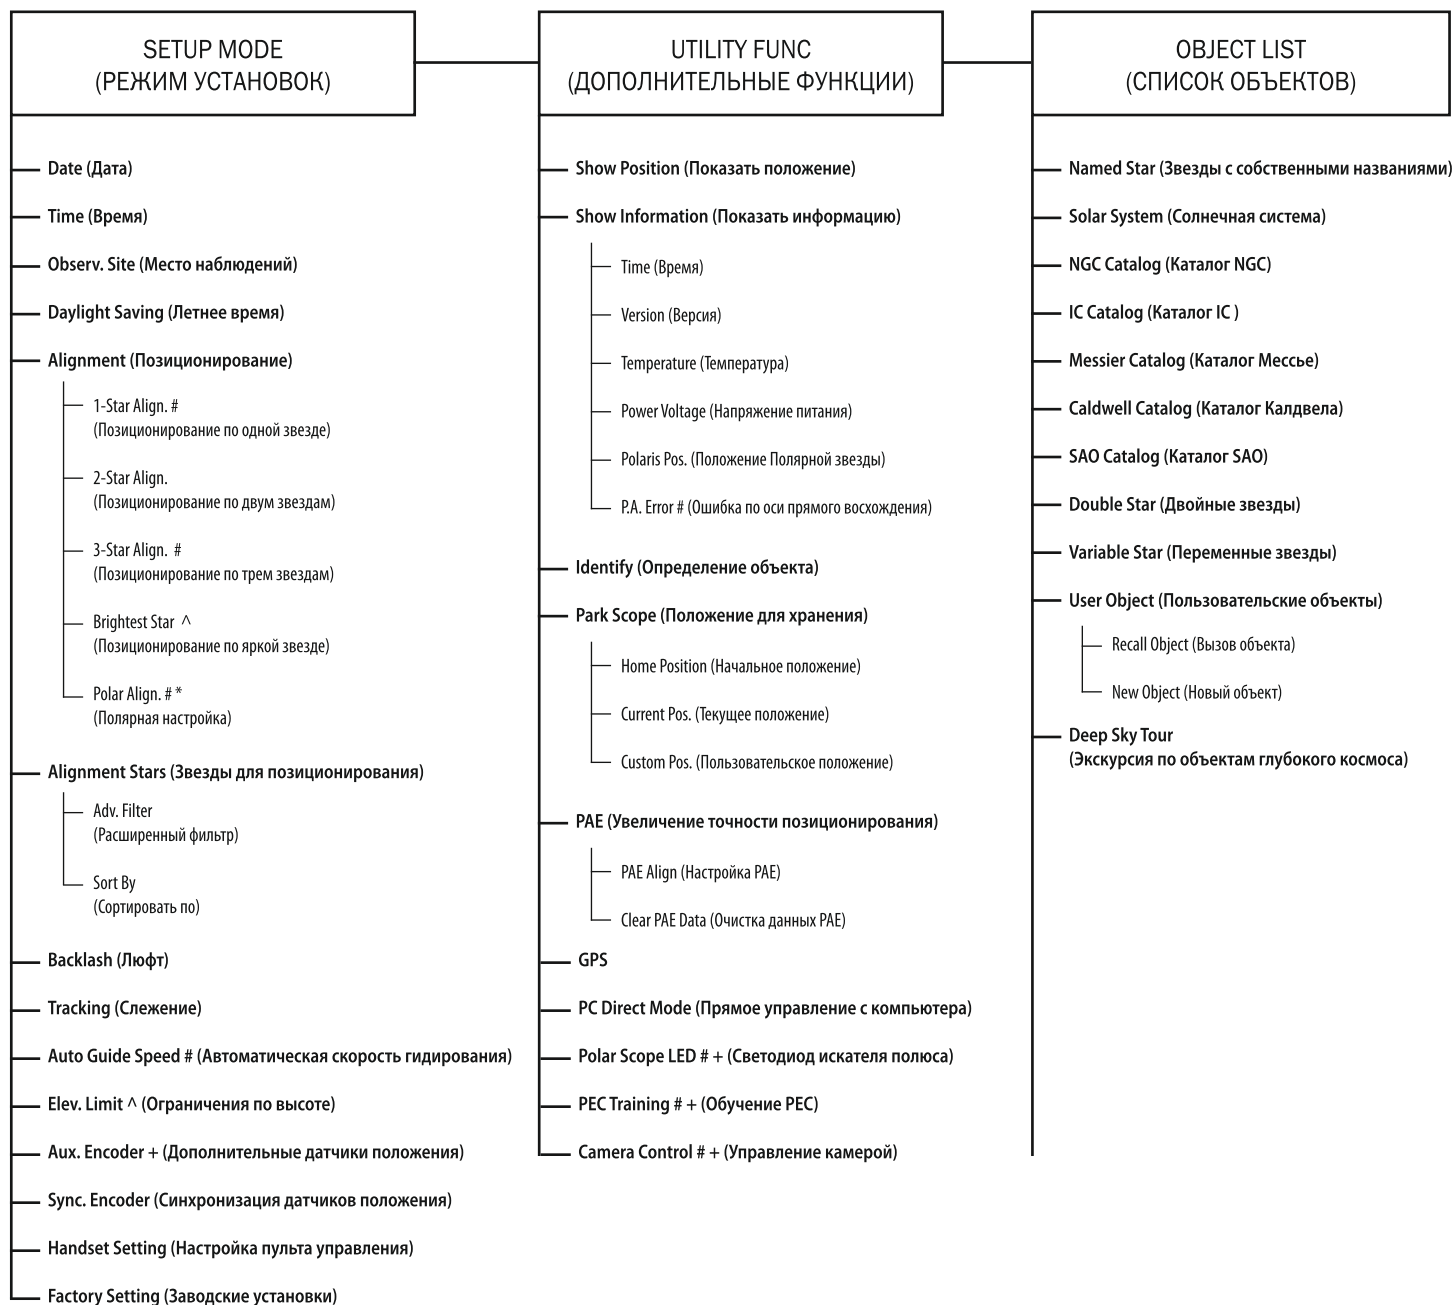 SETUP MODE
(РЕЖИМ УСТАНОВОК)
Date (Дата)
Time (Время)
Observ. Site (Место наблюдений)
Daylight Saving (Летнее время)
Alignment (Позиционирование)
1-Star Align. #
(Позиционирование по одной звезде)
2-Star Align.
(Позиционирование по двум звездам)
3-Star Align. #
(Позиционирование по трем звездам)
Brightest Star ^
(Позиционирование по яркой звезде)
Polar Align. # *
(Полярная настройка)
Alignment Stars (Звезды для позиционирования)
Adv. Filter
(Расширенный фильтр)
Sort By
(Сортировать по)
Backlash (Люфт)
Tracking (Слежение)
Auto Guide Speed # (Автоматическая скорость гидирования)
Elev. Limit ^ (Ограничения по высоте)
Aux. Encoder + (Дополнительные датчики положения)
Sync. Encoder (Синхронизация датчиков положения)
Handset Setting (Настройка пульта управления)
Factory Setting (Заводские установки)
UTILITY FUNC
(ДОПОЛНИТЕЛЬНЫЕ ФУНКЦИИ)
Show Position (Показать положение)
Show Information (Показать информацию)
Time (Время)
Version (Версия)
Temperature (Температура)
Power Voltage (Напряжение питания)
Polaris Pos. (Положение Полярной звезды)
P.A. Error # (Ошибка по оси прямого восхождения)
Identify (Определение объекта)
Park Scope (Положение для хранения)
Home Position (Начальное положение)
Current Pos. (Текущее положение)
Custom Pos. (Пользовательское положение)
PAE (Увеличение точности позиционирования)
PAE Align (Настройка PAE)
Clear PAE Data (Очистка данных PAE)
GPS
PC Direct Mode (Прямое управление с компьютера)
Polar Scope LED # + (Светодиод искателя полюса)
PEC Training # + (Обучение PEC)
Camera Control # + (Управление камерой)
OBJECT LIST
(СПИСОК ОБЪЕКТОВ)
Named Star (Звезды с собственными названиями)
Solar System (Солнечная система)
NGC Catalog (Каталог NGC)
IC Catalog (Каталог IC )
Messier Catalog (Каталог Мессье)
Caldwell Catalog (Каталог Калдвела)
SAO Catalog (Каталог SAO)
Double Star (Двойные звезды)
Variable Star (Переменные звезды)
User Object (Пользовательские объекты)
Recall Object (Вызов объекта)
New Object (Новый объект)
Deep Sky Tour
(Экскурсия по объектам глубокого космоса)